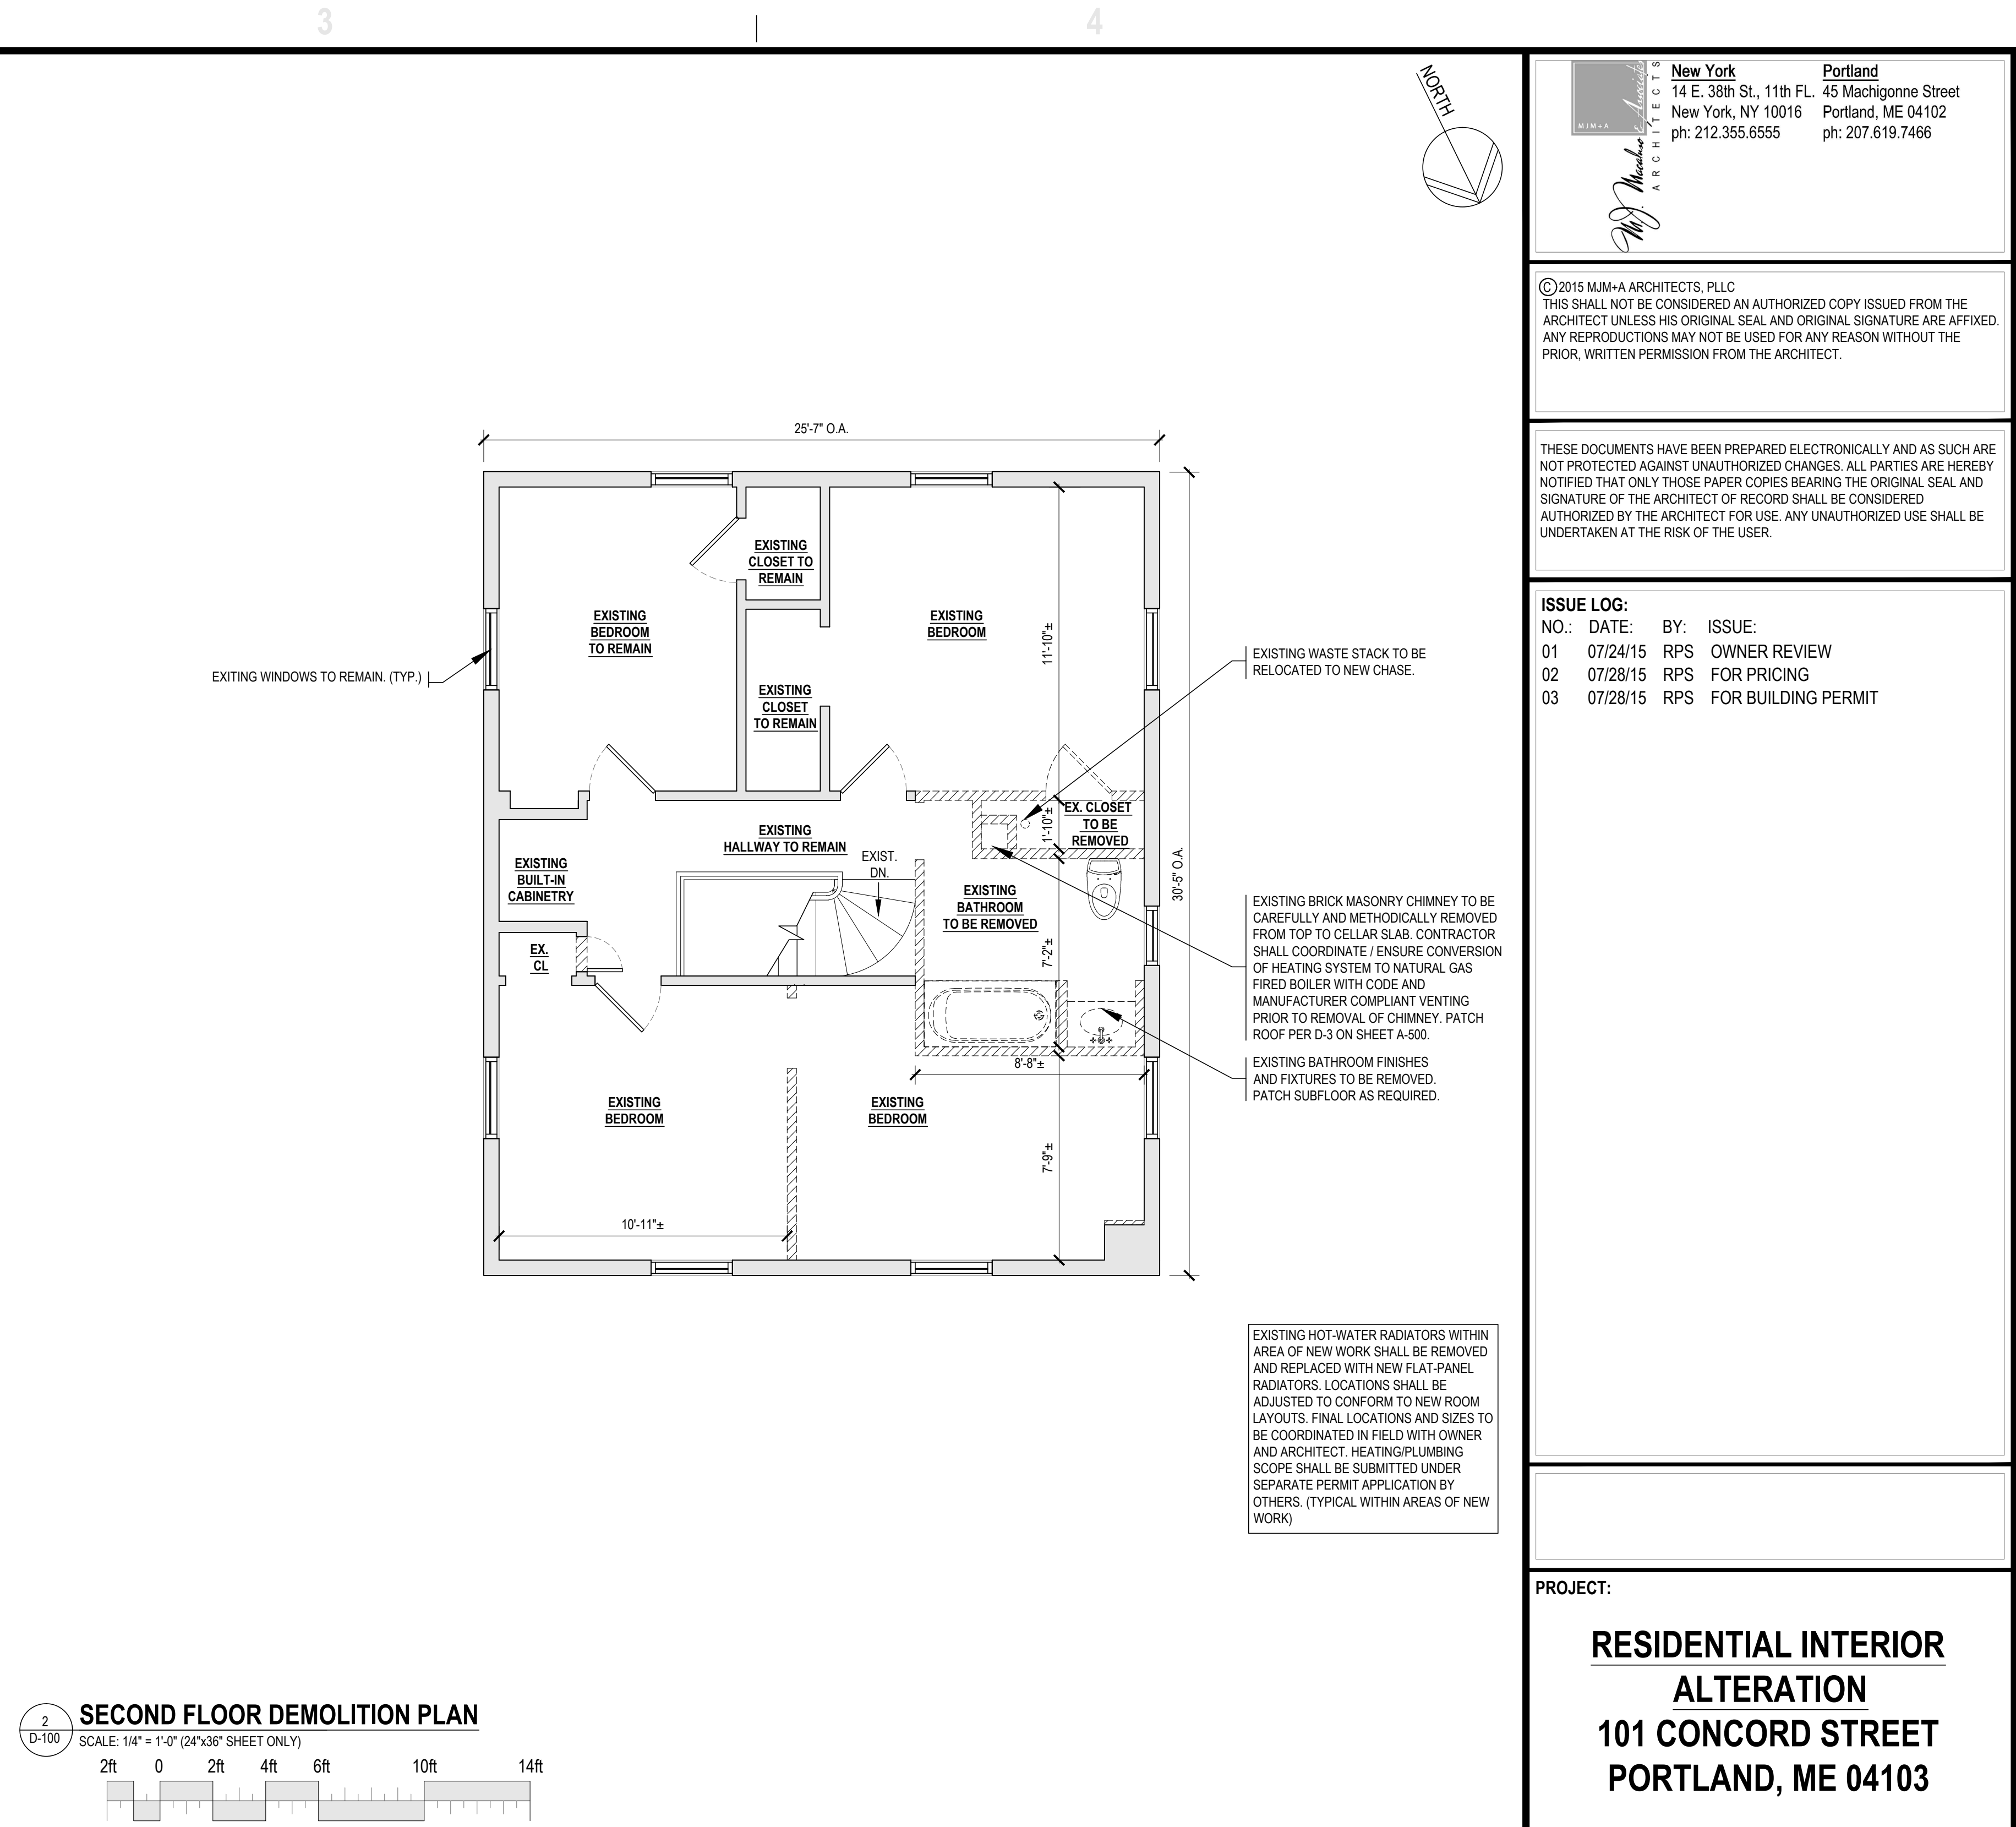 3
4
NORTH
New York
14 E. 38th St., 11th FL.
New York, NY 10016
ph: 212.355.6555
Portland
45 Machigonne Street
Portland, ME 04102
ph: 207.619.7466
MJM+A
M.J. Macaluso & Associates
ARCHITECTS
©2015 MJM+A ARCHITECTS, PLLC
THIS SHALL NOT BE CONSIDERED AN AUTHORIZED COPY ISSUED FROM THE
ARCHITECT UNLESS HIS ORIGINAL SEAL AND ORIGINAL SIGNATURE ARE AFFIXED.
ANY REPRODUCTIONS MAY NOT BE USED FOR ANY REASON WITHOUT THE
PRIOR, WRITTEN PERMISSION FROM THE ARCHITECT.
THESE DOCUMENTS HAVE BEEN PREPARED ELECTRONICALLY AND AS SUCH ARE
NOT PROTECTED AGAINST UNAUTHORIZED CHANGES. ALL PARTIES ARE HEREBY
NOTIFIED THAT ONLY THOSE PAPER COPIES BEARING THE ORIGINAL SEAL AND
SIGNATURE OF THE ARCHITECT OF RECORD SHALL BE CONSIDERED
AUTHORIZED BY THE ARCHITECT FOR USE. ANY UNAUTHORIZED USE SHALL BE
UNDERTAKEN AT THE RISK OF THE USER.
ISSUE LOG:
NO.: DATE: BY: ISSUE:
01 07/24/15 RPS OWNER REVIEW
02 07/28/15 RPS FOR PRICING
03 07/28/15 RPS FOR BUILDING PERMIT
25'-7" O.A.
EXISTING
CLOSET TO
REMAIN
EXISTING
BEDROOM
TO REMAIN
EXISTING
BEDROOM
11'-10"±
EXITING WINDOWS TO REMAIN. (TYP.)
EXISTING WASTE STACK TO BE
RELOCATED TO NEW CHASE.
EXISTING
CLOSET
TO REMAIN
EX. CLOSET
TO BE
REMOVED
1'-10"±
EXISTING
HALLWAY TO REMAIN
EXIST.
DN.
EXISTING
BUILT-IN
CABINETRY
EXISTING
BATHROOM
TO BE REMOVED
30'-5" O.A.
7'-2"±
EX.
CL
EXISTING BRICK MASONRY CHIMNEY TO BE
CAREFULLY AND METHODICALLY REMOVED
FROM TOP TO CELLAR SLAB. CONTRACTOR
SHALL COORDINATE / ENSURE CONVERSION
OF HEATING SYSTEM TO NATURAL GAS
FIRED BOILER WITH CODE AND
MANUFACTURER COMPLIANT VENTING
PRIOR TO REMOVAL OF CHIMNEY. PATCH
ROOF PER D-3 ON SHEET A-500.
EXISTING BATHROOM FINISHES
AND FIXTURES TO BE REMOVED.
PATCH SUBFLOOR AS REQUIRED.
8'-8"±
EXISTING
BEDROOM
EXISTING
BEDROOM
7'-9"±
10'-11"±
EXISTING HOT-WATER RADIATORS WITHIN
AREA OF NEW WORK SHALL BE REMOVED
AND REPLACED WITH NEW FLAT-PANEL
RADIATORS. LOCATIONS SHALL BE
ADJUSTED TO CONFORM TO NEW ROOM
LAYOUTS. FINAL LOCATIONS AND SIZES TO
BE COORDINATED IN FIELD WITH OWNER
AND ARCHITECT. HEATING/PLUMBING
SCOPE SHALL BE SUBMITTED UNDER
SEPARATE PERMIT APPLICATION BY
OTHERS. (TYPICAL WITHIN AREAS OF NEW
WORK)
PROJECT:
RESIDENTIAL INTERIOR
ALTERATION
101 CONCORD STREET
PORTLAND, ME 04103
2
D-100
SECOND FLOOR DEMOLITION PLAN
SCALE: 1/4" = 1'-0" (24"x36" SHEET ONLY)
2ft 0 2ft 4ft 6ft 10ft 14ft